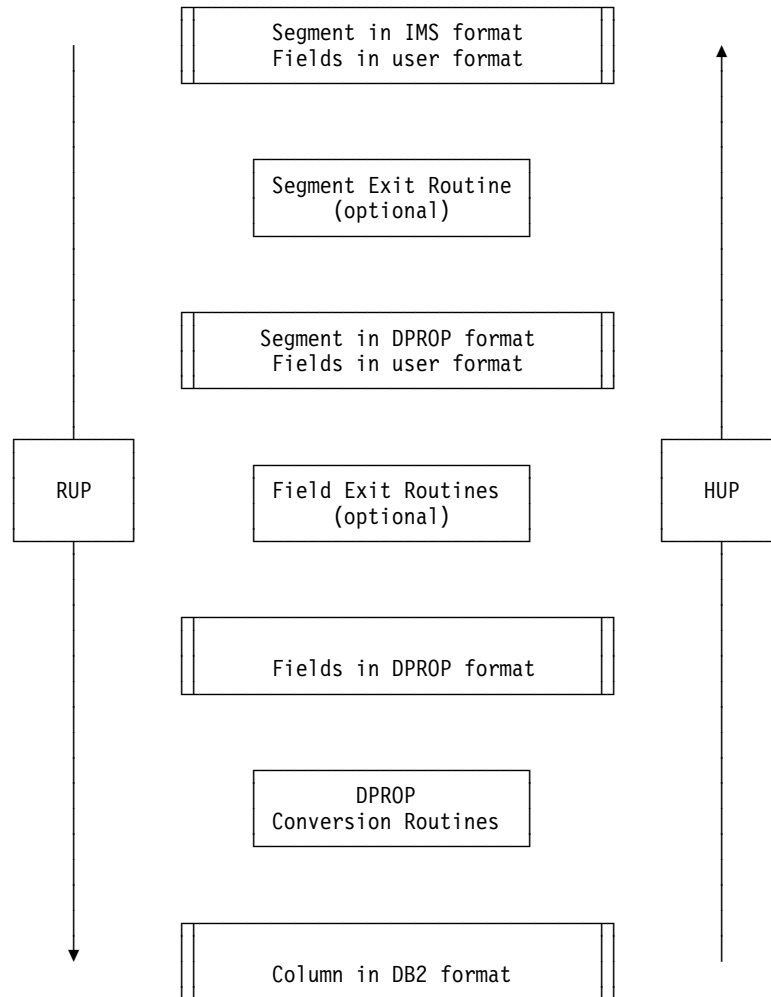 Segment in IMS format
Fields in user format
Segment Exit Routine
(optional)
Segment in DPROP format
Fields in user format
RUP
Field Exit Routines
(optional)
HUP
Fields in DPROP format
DPROP
Conversion Routines
Column in DB2 format